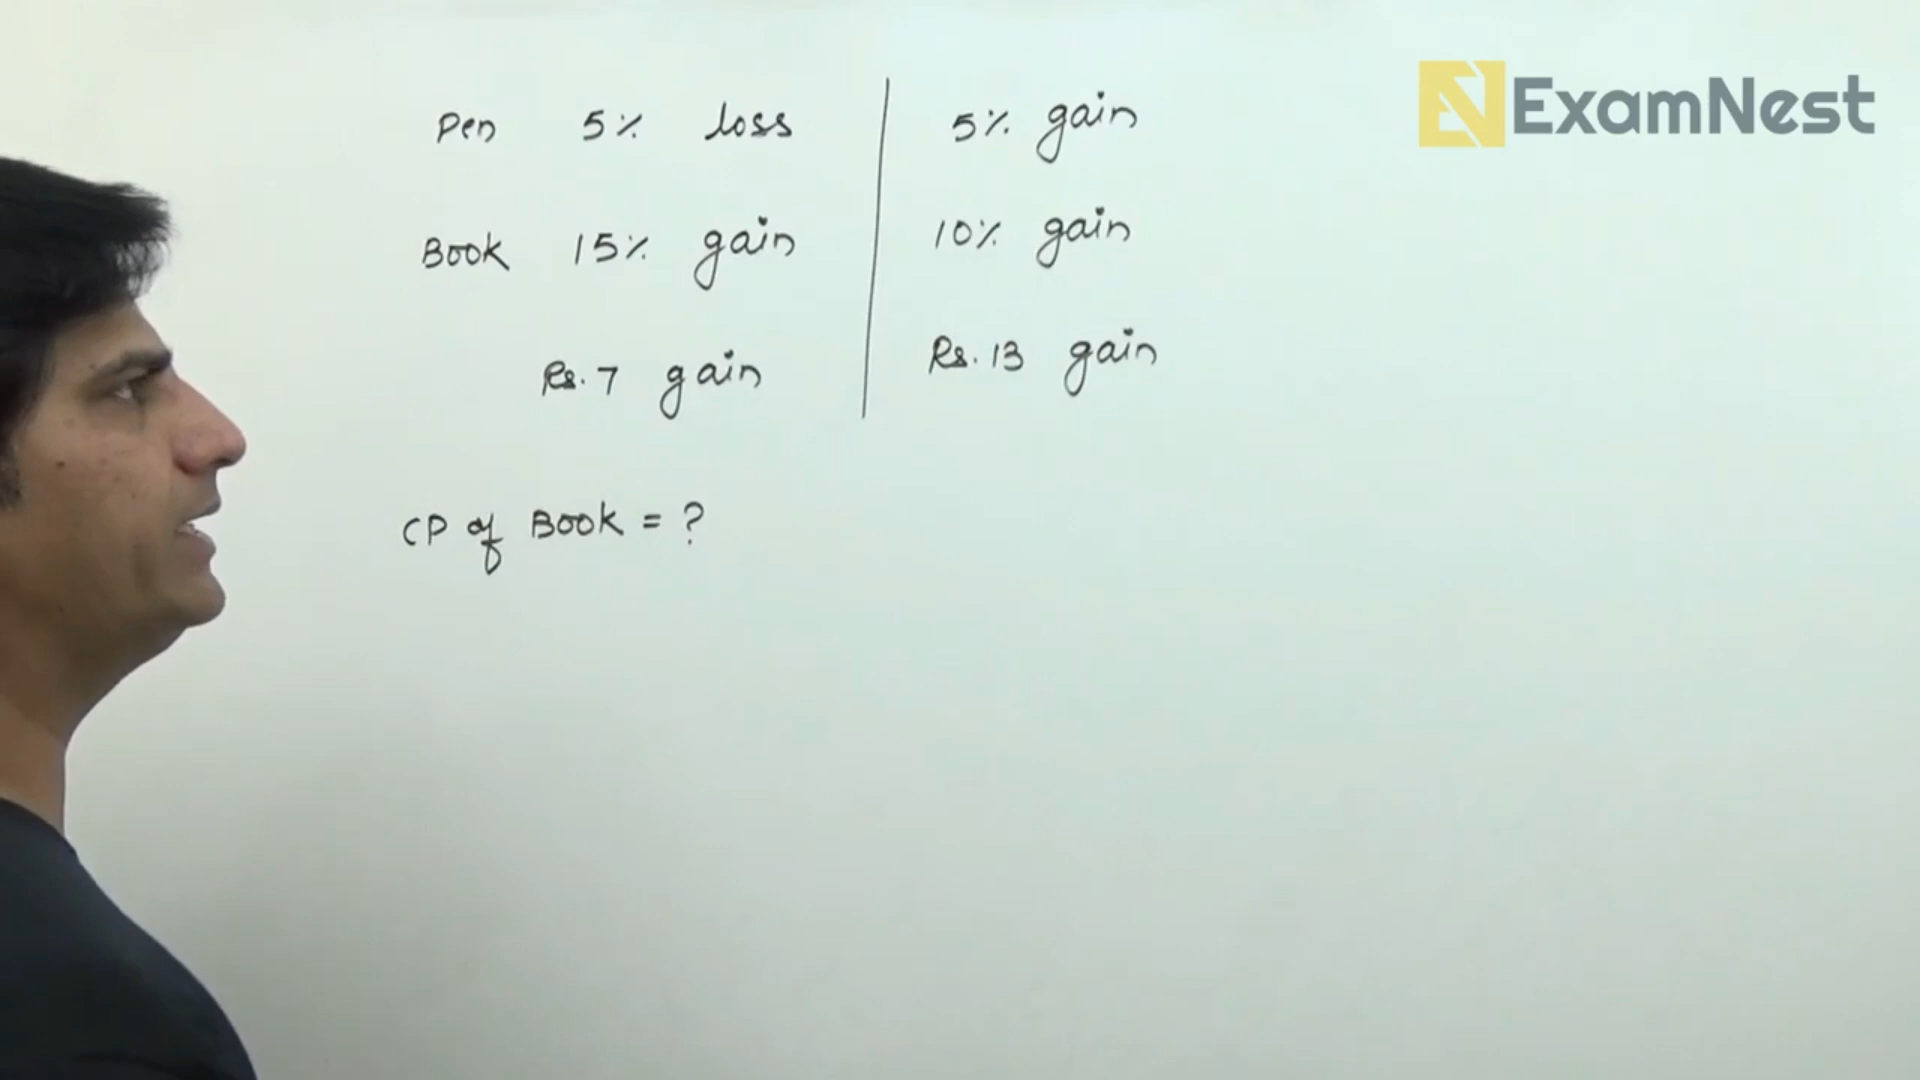 ExamNest
Pen 5% loss | 5% gain
Book 15% gain | 10% gain
Rs. 7 gain | Rs. 13 gain
CP of Book = ?